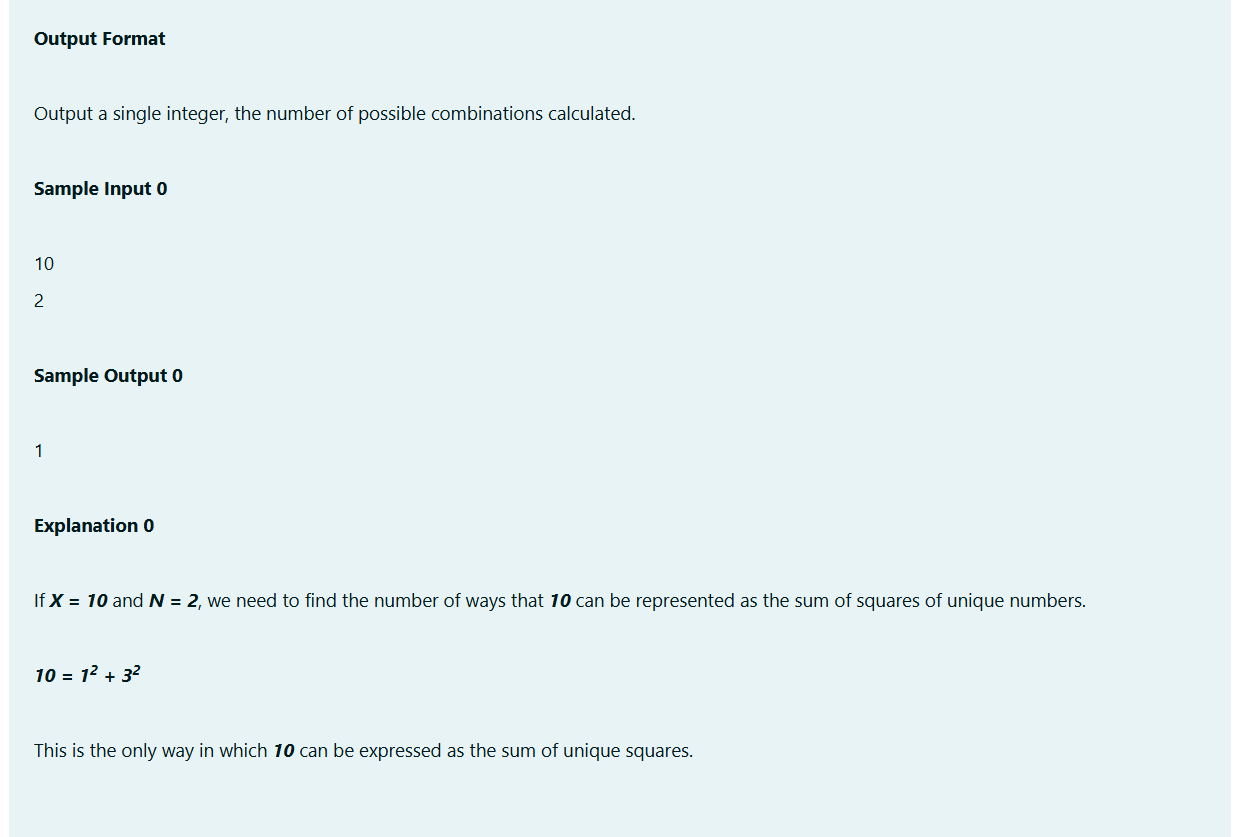 Output Format
Output a single integer, the number of possible combinations calculated.
Sample Input 0
10
2
Sample Output 0
1
Explanation 0
If X = 10 and N = 2, we need to find the number of ways that 10 can be represented as the sum of squares of unique numbers.
10 = 1² + 3²
This is the only way in which 10 can be expressed as the sum of unique squares.